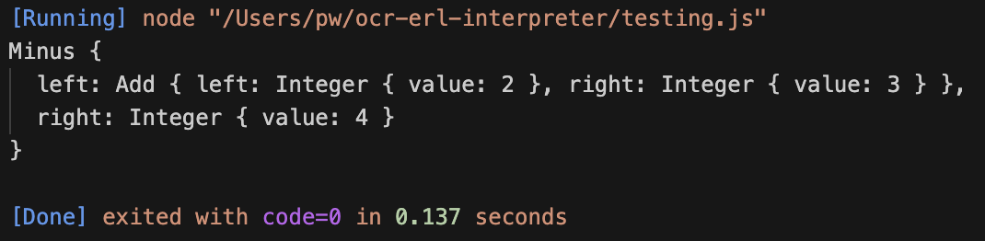 [Running] node "/Users/pw/ocr-erl-interpreter/testing.js"
Minus {
  left: Add { left: Integer { value: 2 }, right: Integer { value: 3 } },
  right: Integer { value: 4 }
}

[Done] exited with code=0 in 0.137 seconds